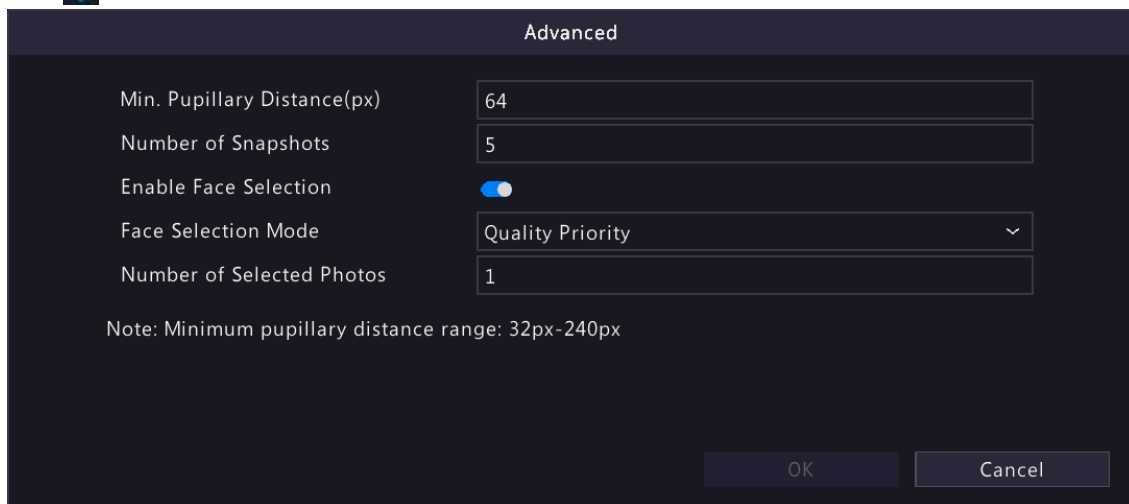 Advanced
Min. Pupillary Distance(px) 64
Number of Snapshots 5
Enable Face Selection
Face Selection Mode Quality Priority
Number of Selected Photos 1
Note: Minimum pupillary distance range: 32px-240px
OK Cancel